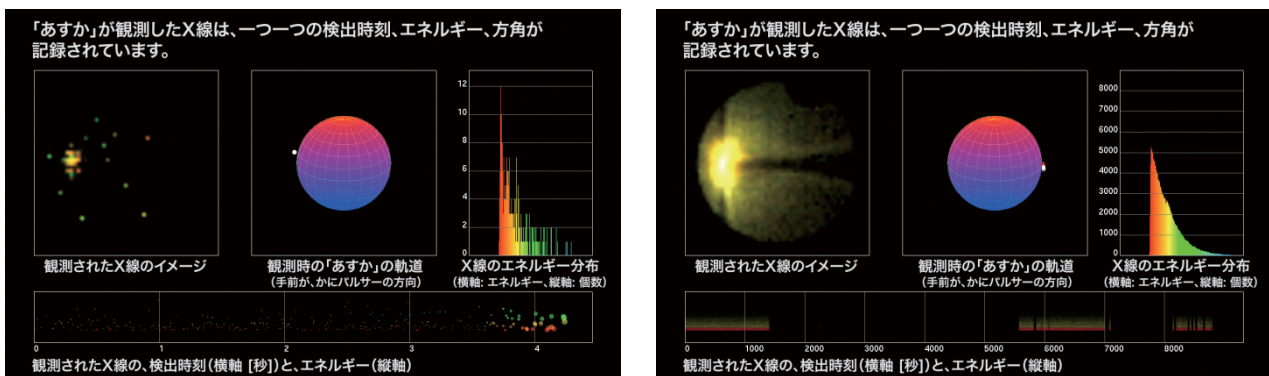 「あすか」が観測したX線は、一つ一つの検出時刻、エネルギー、方角が
記録されています。
12
10
8
6
4
2
0
観測されたX線のイメージ
観測時の「あすか」の軌道
(手前が、かにパルサーの方向)
X線のエネルギー分布
(横軸: エネルギー、縦軸: 個数)
0 1 2 3 4
観測されたX線の、検出時刻(横軸 [秒])と、エネルギー(縦軸)
「あすか」が観測したX線は、一つ一つの検出時刻、エネルギー、方角が
記録されています。
8000
7000
6000
5000
4000
3000
2000
1000
0
観測されたX線のイメージ
観測時の「あすか」の軌道
(手前が、かにパルサーの方向)
X線のエネルギー分布
(横軸: エネルギー、縦軸: 個数)
0 1000 2000 3000 4000 5000 6000 7000 8000
観測されたX線の、検出時刻(横軸 [秒])と、エネルギー(縦軸)